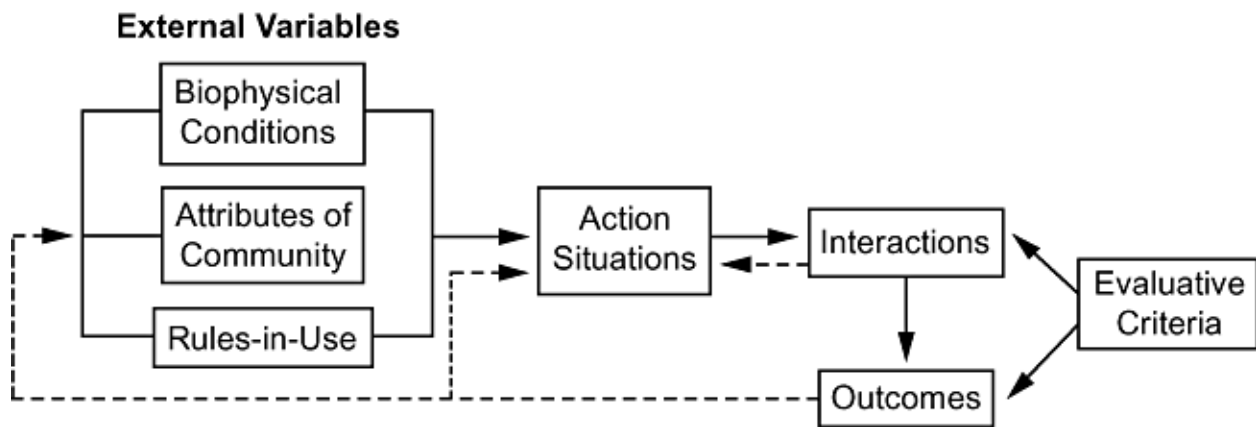 External Variables
Biophysical
Conditions
Attributes of
Community
Rules-in-Use
Action
Situations
Interactions
Outcomes
Evaluative
Criteria